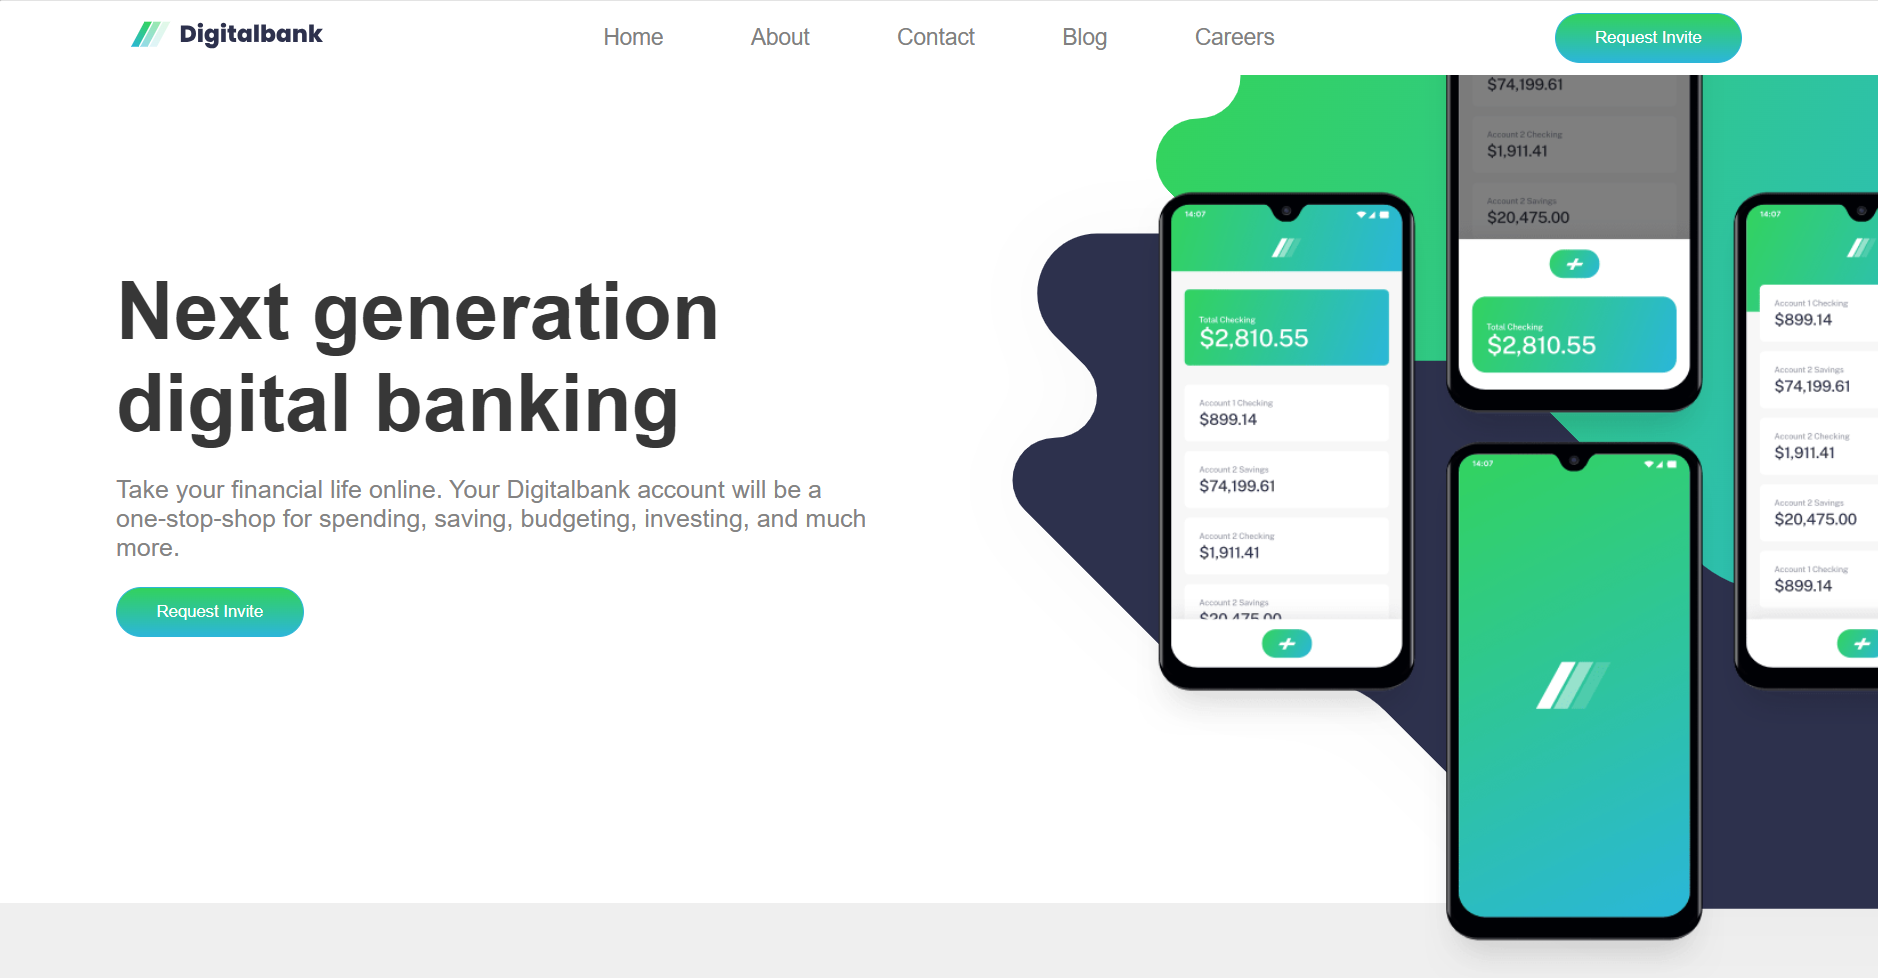 Digitalbank
Home
About
Contact
Blog
Careers
Request Invite
Next generation
digital banking
Take your financial life online. Your Digitalbank account will be a
one-stop-shop for spending, saving, budgeting, investing, and much
more.
Request Invite
14:07
Total Checking
$2,810.55
Account 1 Checking
$899.14
Account 2 Savings
$74,199.61
Account 2 Checking
$1,911.41
Account 2 Savings
$20,475.00
$74,199.61
Account 2 Checking
$1,911.41
Account 2 Savings
$20,475.00
Total Checking
$2,810.55
14:07
14:07
Account 1 Checking
$899.14
Account 2 Savings
$74,199.61
Account 2 Checking
$1,911.41
Account 2 Savings
$20,475.00
Account 1 Checking
$899.14